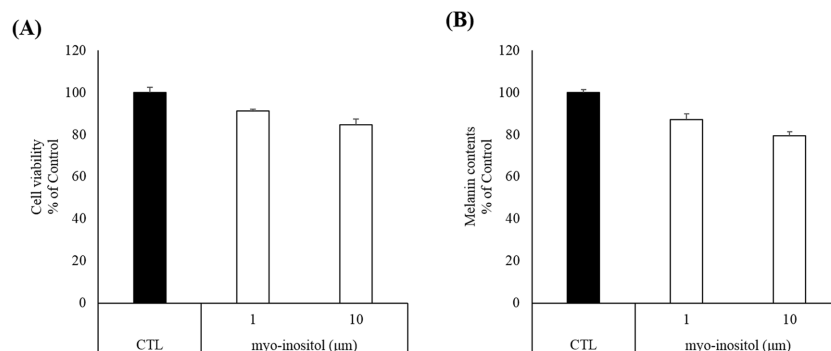 (A)
Cell viability
% of Control
120
100
80
60
40
20
0
1
10
CTL
myo-inositol (μm)
(B)
Melanin contents
% of Control
120
100
80
60
40
20
0
1
10
CTL
myo-inositol (μm)